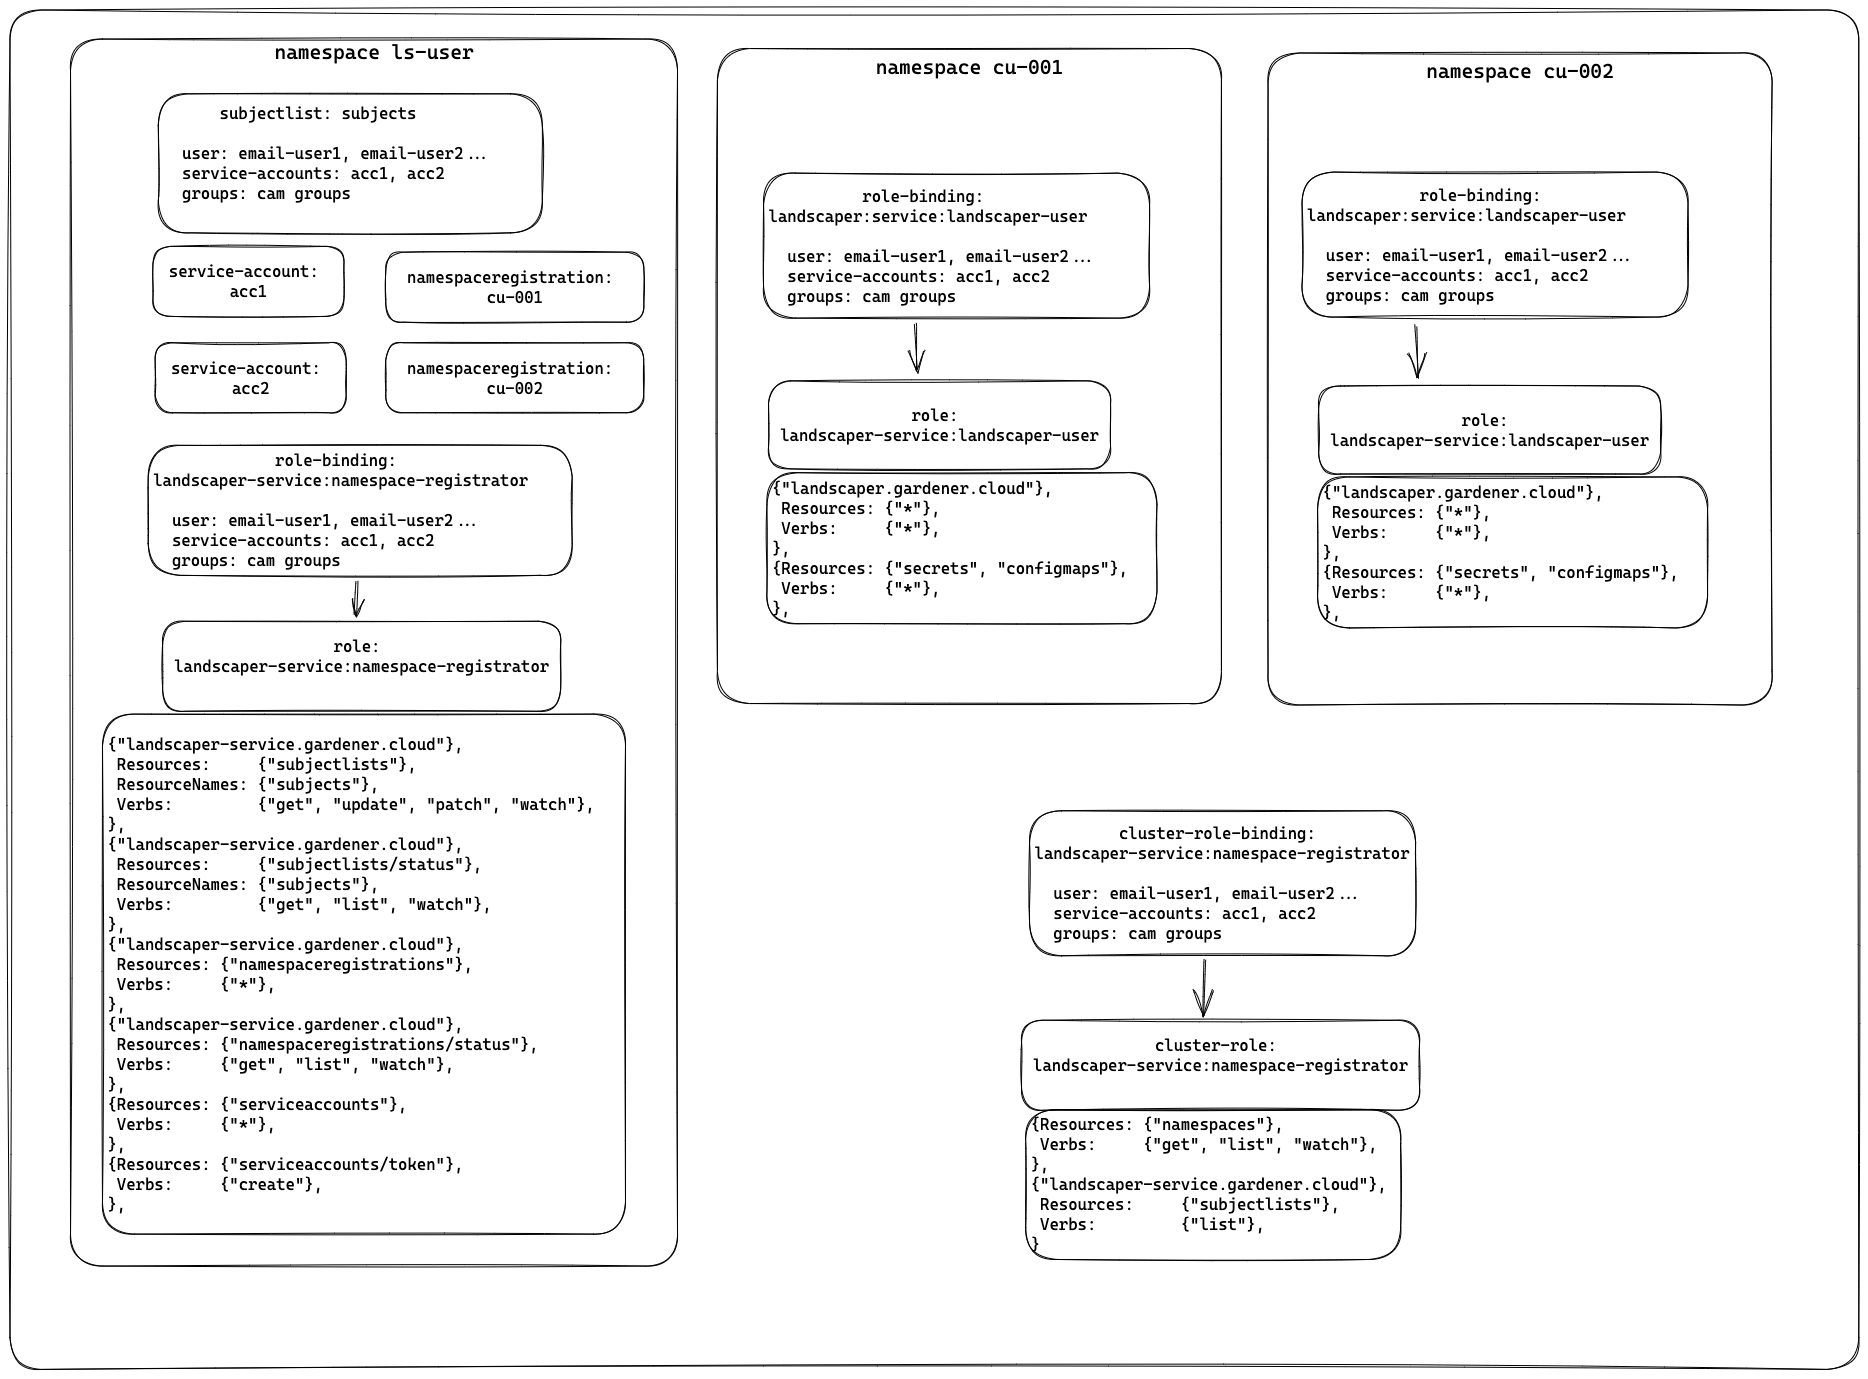 namespace ls-user
subjectlist: subjects
user: email-user1, email-user2...
service-accounts: acc1, acc2
groups: cam groups
service-account:
acc1
namespaceregistration:
cu-001
service-account:
acc2
namespaceregistration:
cu-002
role-binding:
landscaper-service:namespace-registrator
user: email-user1, email-user2...
service-accounts: acc1, acc2
groups: cam groups
role:
landscaper-service:namespace-registrator
{"landscaper-service.gardener.cloud"},
Resources:     {"subjectlists"},
ResourceNames: {"subjects"},
Verbs:         {"get", "update", "patch", "watch"},
},
{"landscaper-service.gardener.cloud"},
Resources:     {"subjectlists/status"},
ResourceNames: {"subjects"},
Verbs:         {"get", "list", "watch"},
},
{"landscaper-service.gardener.cloud"},
Resources: {"namespaceregistrations"},
Verbs:     {"*"},
},
{"landscaper-service.gardener.cloud"},
Resources: {"namespaceregistrations/status"},
Verbs:     {"get", "list", "watch"},
},
{Resources: {"serviceaccounts"},
Verbs:     {"*"},
},
{Resources: {"serviceaccounts/token"},
Verbs:     {"create"},
},
namespace cu-001
role-binding:
landscaper:service:landscaper-user
user: email-user1, email-user2...
service-accounts: acc1, acc2
groups: cam groups
role:
landscaper-service:landscaper-user
{"landscaper.gardener.cloud"},
Resources: {"*"},
Verbs:     {"*"},
},
{Resources: {"secrets", "configmaps"},
Verbs:     {"*"},
},
namespace cu-002
role-binding:
landscaper:service:landscaper-user
user: email-user1, email-user2...
service-accounts: acc1, acc2
groups: cam groups
role:
landscaper-service:landscaper-user
{"landscaper.gardener.cloud"},
Resources: {"*"},
Verbs:     {"*"},
},
{Resources: {"secrets", "configmaps"},
Verbs:     {"*"},
},
cluster-role-binding:
landscaper-service:namespace-registrator
user: email-user1, email-user2...
service-accounts: acc1, acc2
groups: cam groups
cluster-role:
landscaper-service:namespace-registrator
{Resources: {"namespaces"},
Verbs:     {"get", "list", "watch"},
},
{"landscaper-service.gardener.cloud"},
Resources:     {"subjectlists"},
Verbs:         {"list"},
}